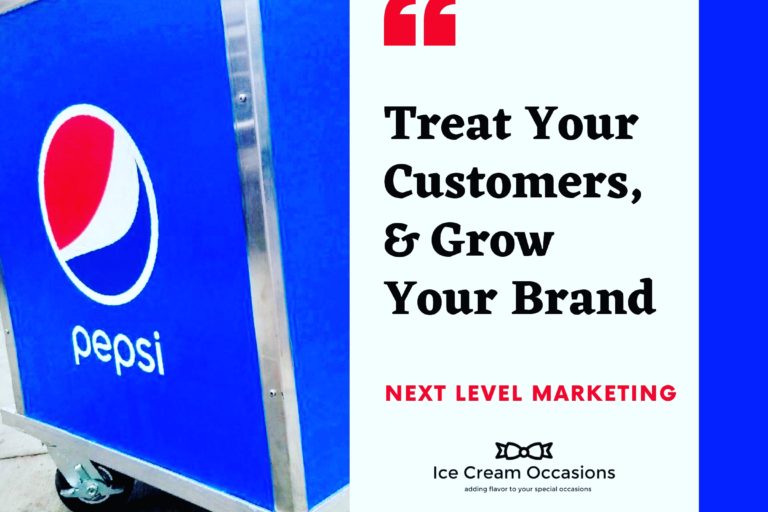 pepsi
Treat Your
Customers,
& Grow
Your Brand
NEXT LEVEL MARKETING
Ice Cream Occasions
adding flavor to your special occasions